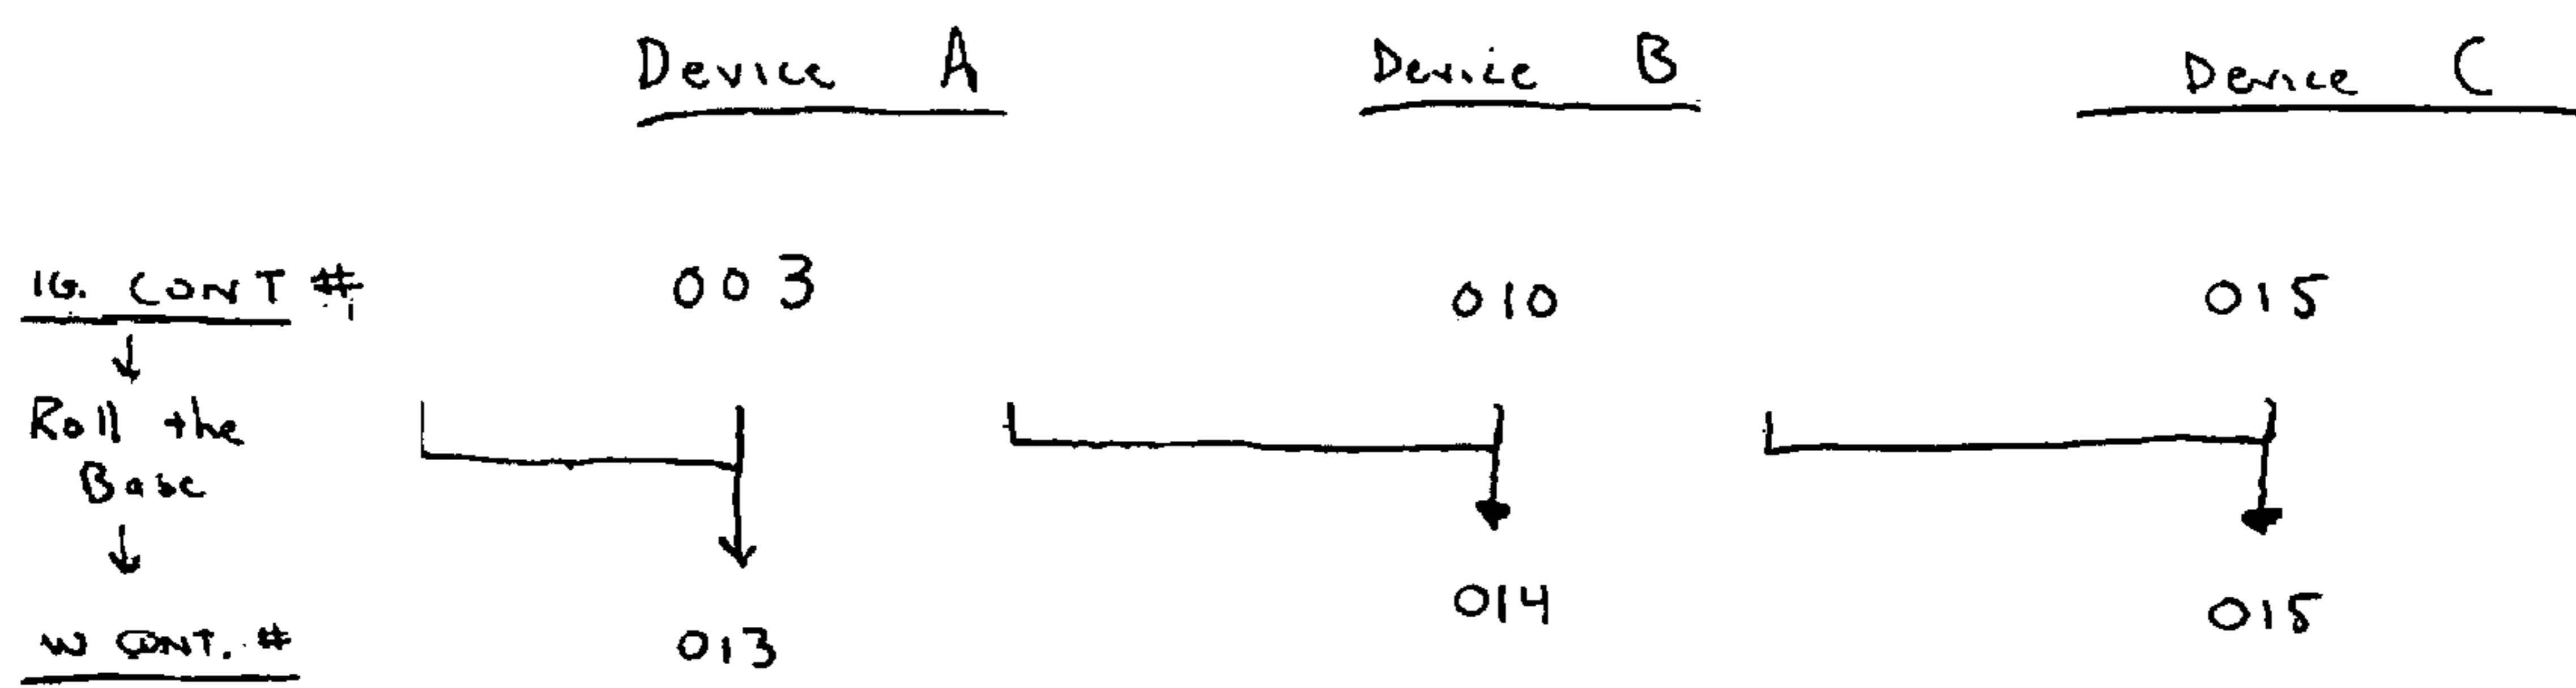 Device A Device B Device C
IG. CONT # 003 010 015
Roll the
Base
W CONT. # 013 014 015